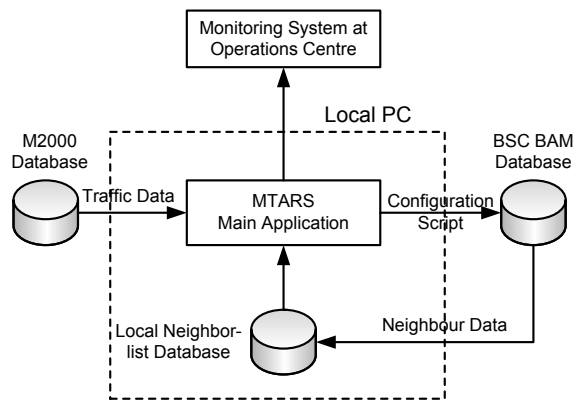 Monitoring System at
Operations Centre
Local PC
M2000
Database
BSC BAM
Database
Traffic Data
MTARS
Main Application
Configuration
Script
Local Neighbor-
list Database
Neighbour Data